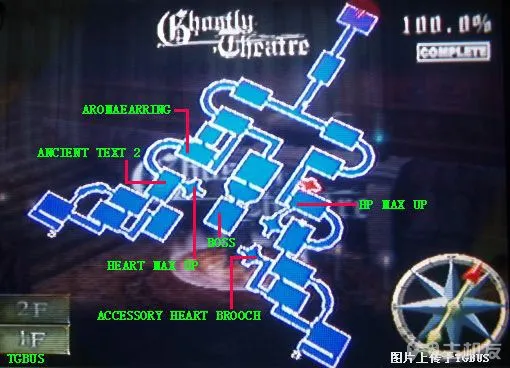 Ghostly
Theatre
100.0%
COMPLETE
AROMAEARRING
ANCIENT TEXT 2
HP MAX UP
BOSS
HEART MAX UP
ACCESSORY HEART BROOCH
2F
1F
TGBUS
图片上传于TGBUS